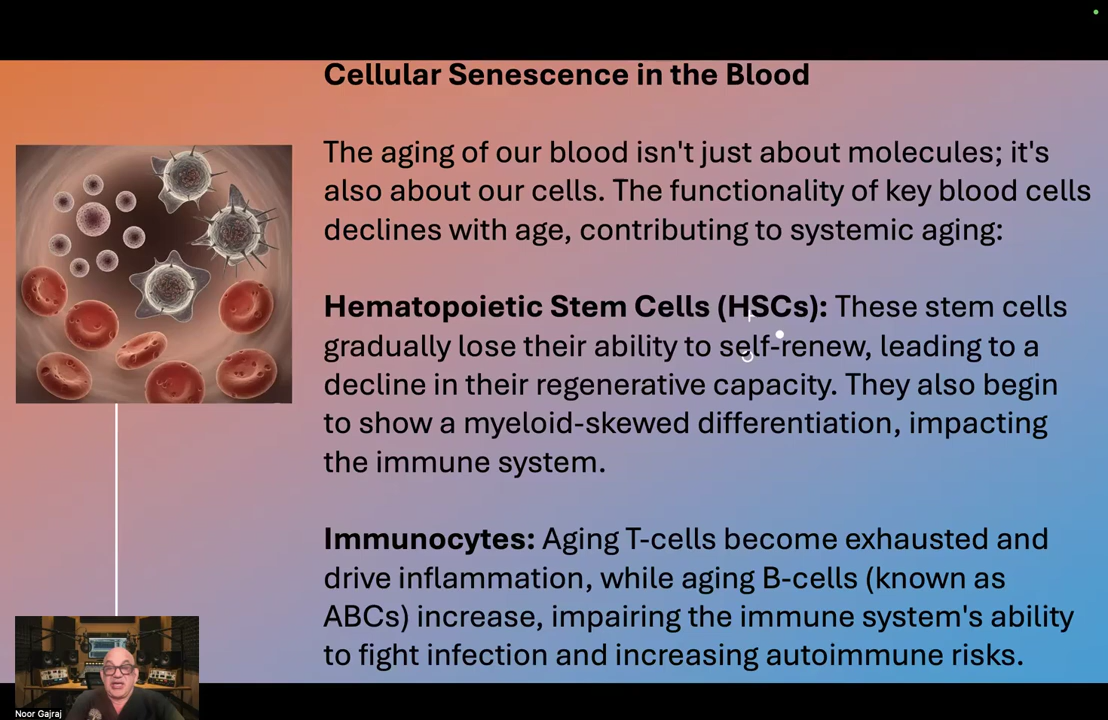 Cellular Senescence in the Blood
The aging of our blood isn't just about molecules; it's
also about our cells. The functionality of key blood cells
declines with age, contributing to systemic aging:
Hematopoietic Stem Cells (HSCs): These stem cells
gradually lose their ability to self-renew, leading to a
decline in their regenerative capacity. They also begin
to show a myeloid-skewed differentiation, impacting
the immune system.
Immunocytes: Aging T-cells become exhausted and
drive inflammation, while aging B-cells (known as
ABCs) increase, impairing the immune system's ability
to fight infection and increasing autoimmune risks.
Noor Gajraj